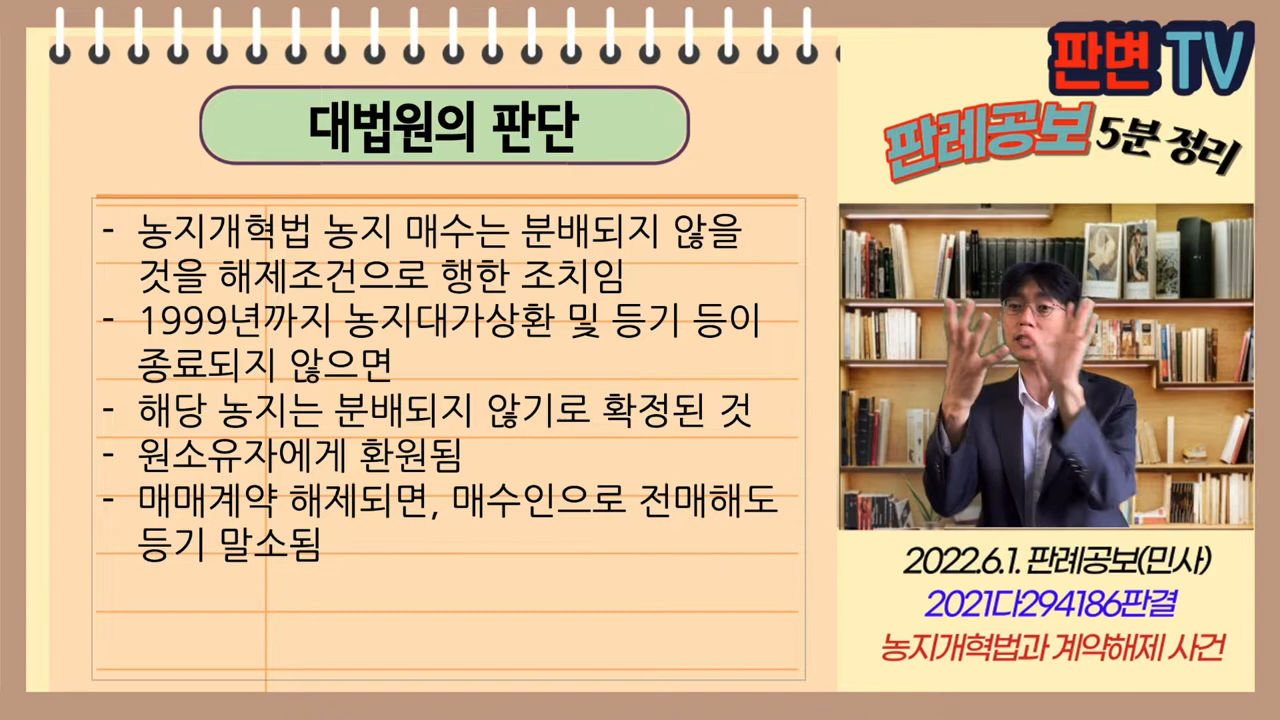 판변 TV
판례공보 5분 정리
대법원의 판단
- 농지개혁법 농지 매수는 분배되지 않을
것을 해제조건으로 행한 조치임
- 1999년까지 농지대가상환 및 등기 등이
종료되지 않으면
- 해당 농지는 분배되지 않기로 확정된 것
- 원소유자에게 환원됨
- 매매계약 해제되면, 매수인으로 전매해도
등기 말소됨
2022.6.1. 판례공보(민사)
2021다294186판결
농지개혁법과 계약해제 사건